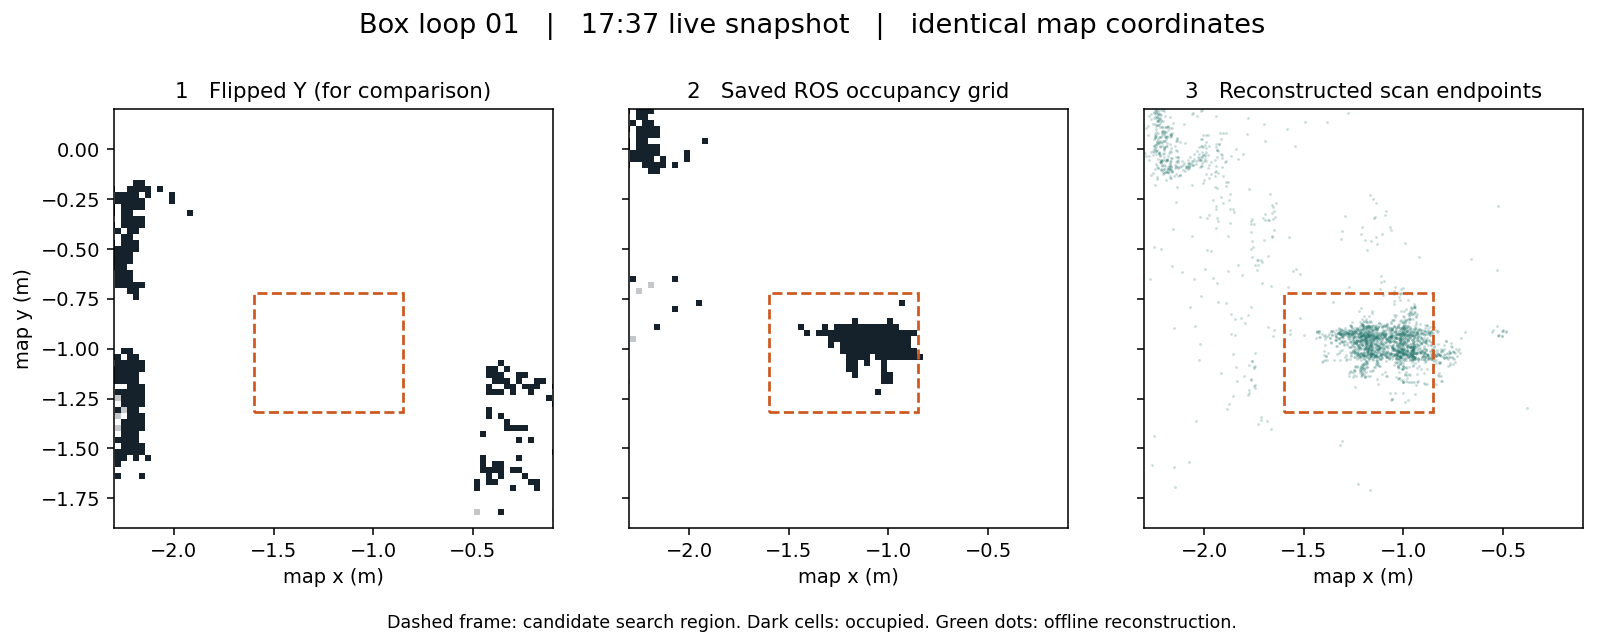 Box loop 01 | 17:37 live snapshot | identical map coordinates
1 Flipped Y (for comparison)
2 Saved ROS occupancy grid
3 Reconstructed scan endpoints
map y (m)
0.00
−0.25
−0.50
−0.75
−1.00
−1.25
−1.50
−1.75
−2.0 −1.5 −1.0 −0.5
−2.0 −1.5 −1.0 −0.5
−2.0 −1.5 −1.0 −0.5
map x (m)
map x (m)
map x (m)
Dashed frame: candidate search region. Dark cells: occupied. Green dots: offline reconstruction.